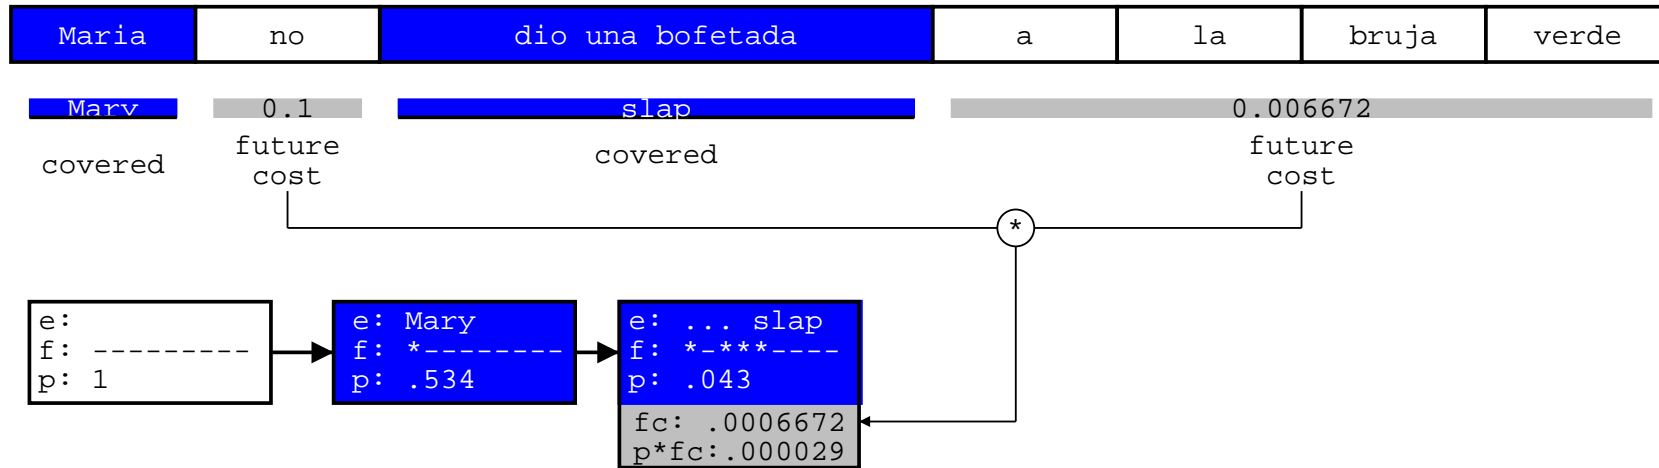 Maria no dio una bofetada a la bruja verde
Mary 0.1 slap 0.006672
covered future cost covered future cost
*
e:
f: ---------
p: 1
e: Mary
f: *--------
p: .534
e: ... slap
f: *-***----
p: .043
fc: .0006672
p*fc:.000029